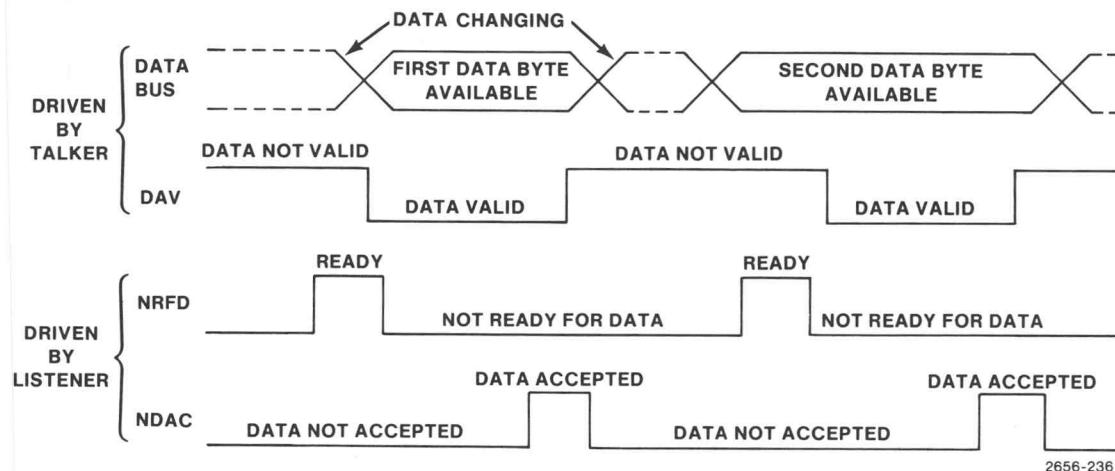 DATA CHANGING
DATA
BUS
FIRST DATA BYTE
AVAILABLE
SECOND DATA BYTE
AVAILABLE
DRIVEN
BY
TALKER
DATA NOT VALID
DATA NOT VALID
DAV
DATA VALID
DATA VALID
READY
READY
NRFD
NOT READY FOR DATA
NOT READY FOR DATA
DRIVEN
BY
LISTENER
DATA ACCEPTED
DATA ACCEPTED
NDAC
DATA NOT ACCEPTED
DATA NOT ACCEPTED
2656-236